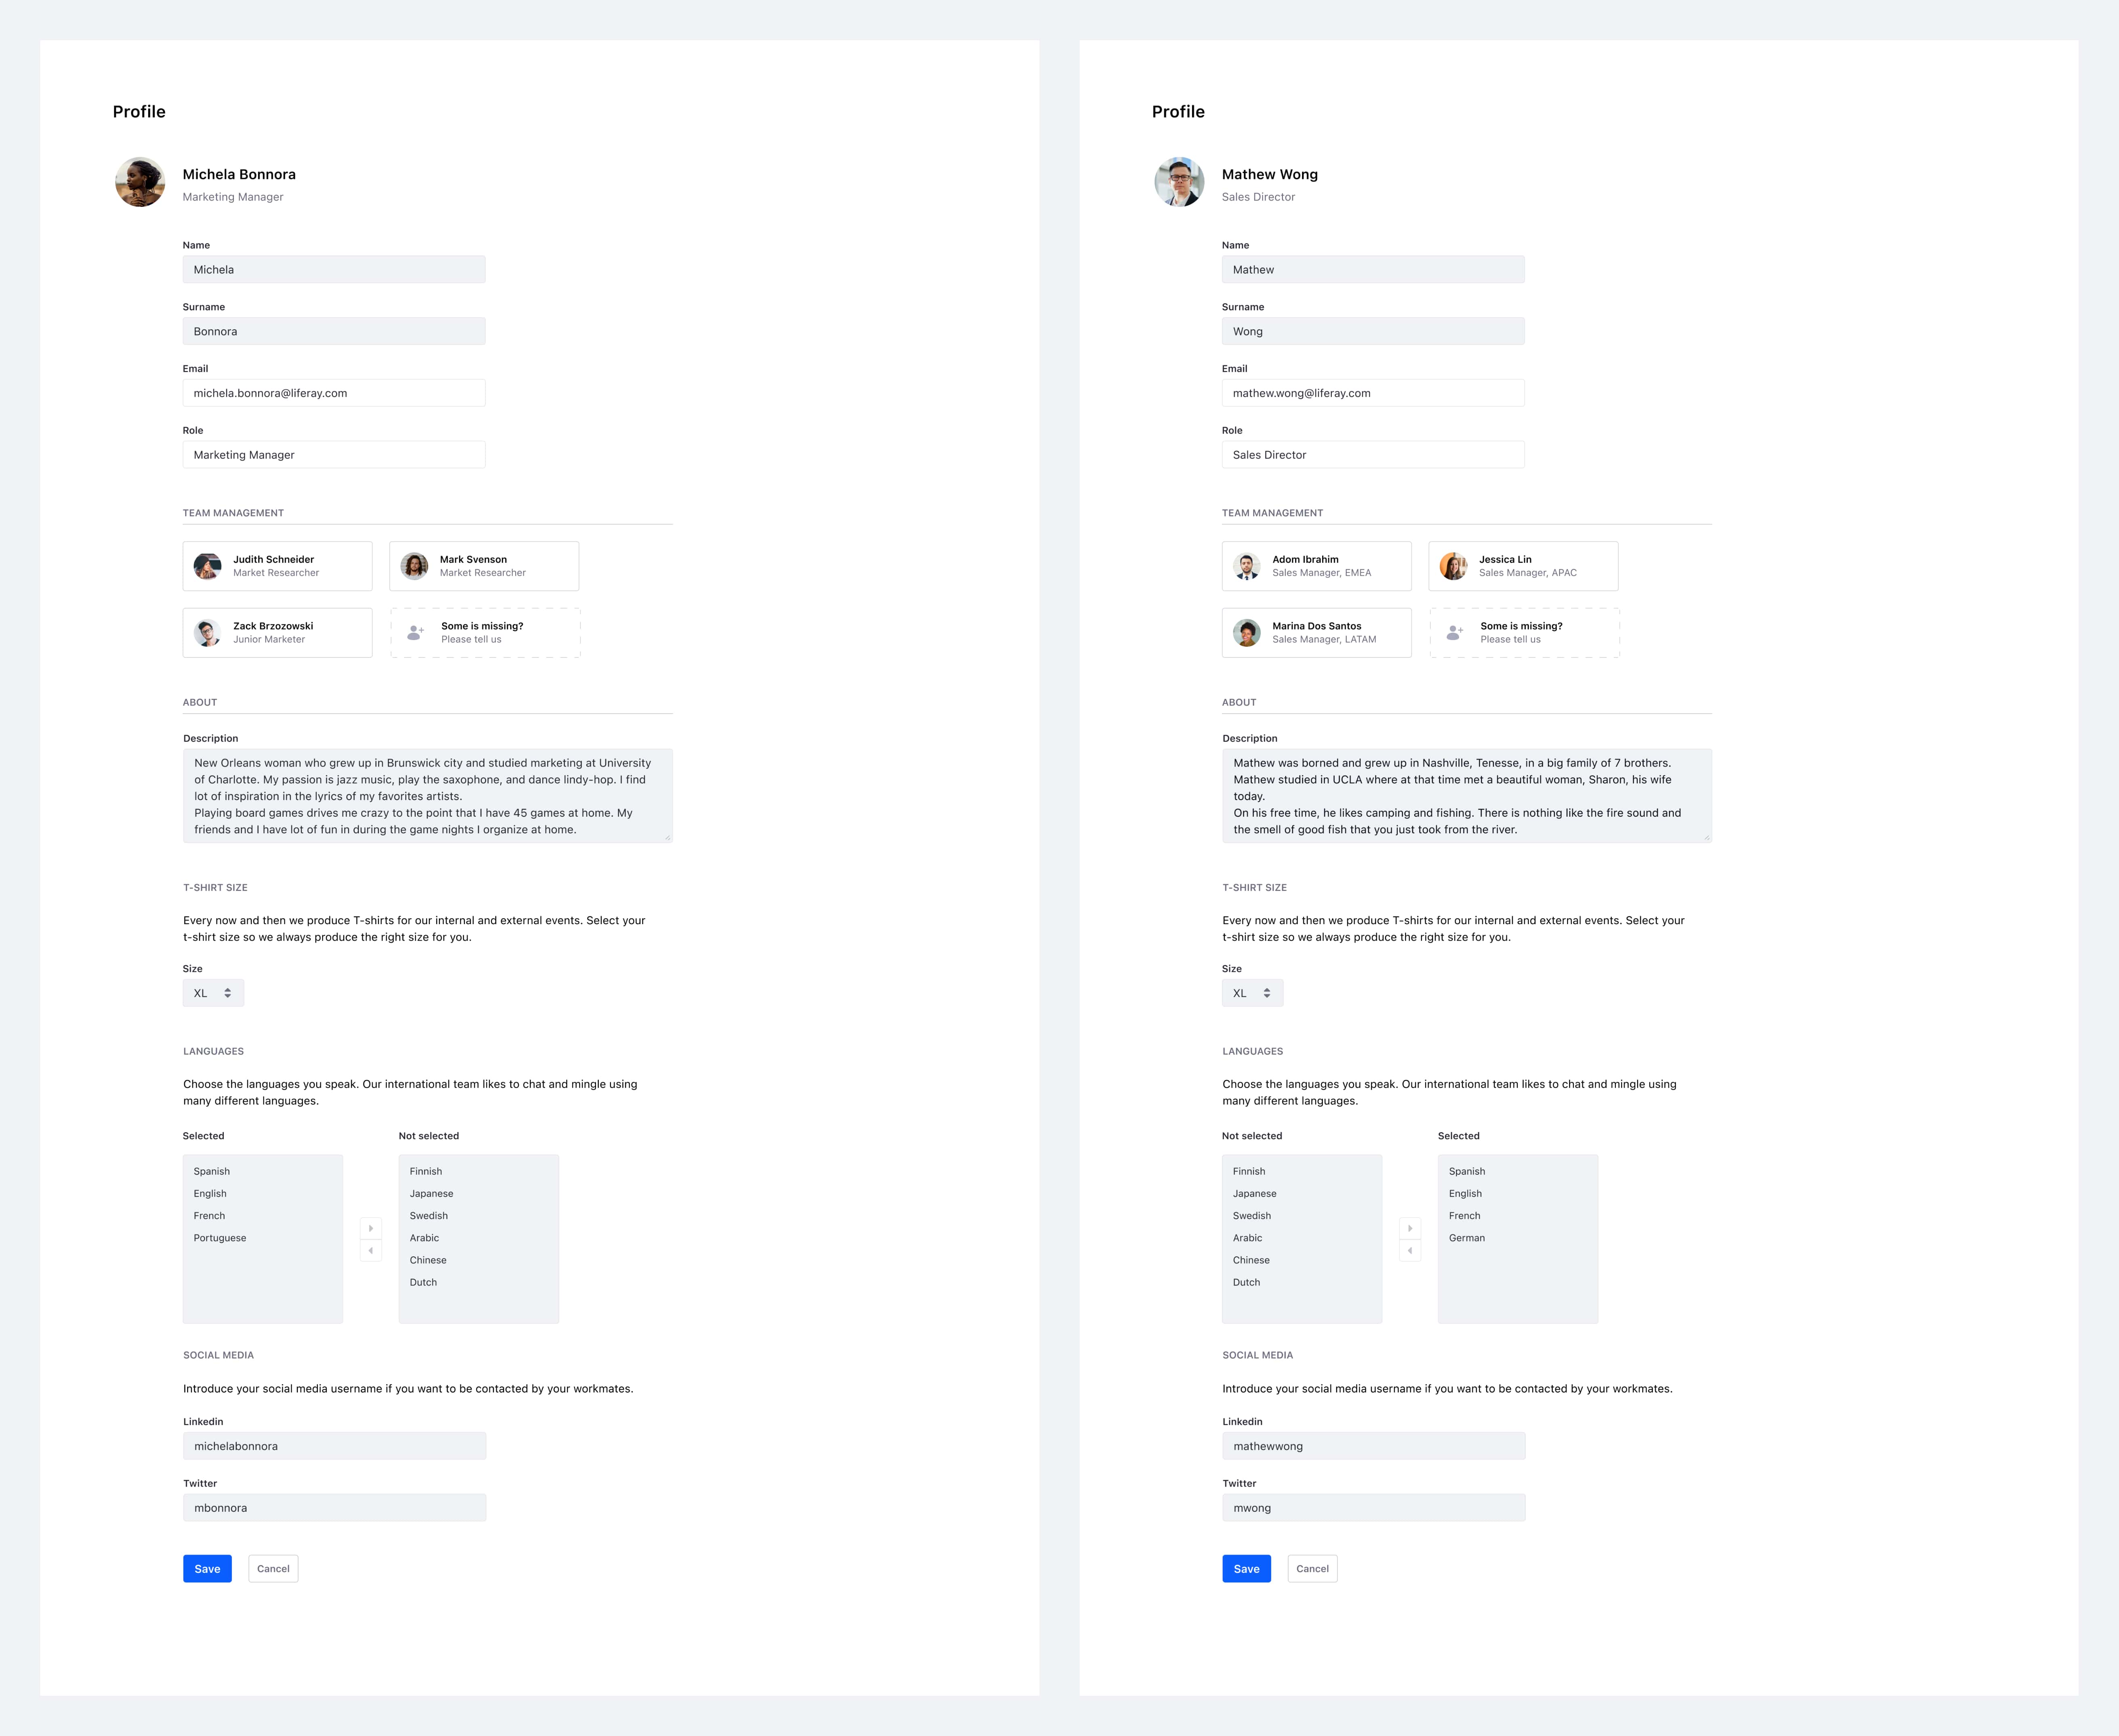 Profile
Michela Bonnora
Marketing Manager
Name
Michela
Surname
Bonnora
Email
michela.bonnora@liferay.com
Role
Marketing Manager
TEAM MANAGEMENT
Judith Schneider
Market Researcher
Mark Svenson
Market Researcher
Zack Brzozowski
Junior Marketer
Some is missing?
Please tell us
ABOUT
Description
New Orleans woman who grew up in Brunswick city and studied marketing at University
of Charlotte. My passion is jazz music, play the saxophone, and dance lindy-hop. I find
lot of inspiration in the lyrics of my favorites artists.
Playing board games drives me crazy to the point that I have 45 games at home. My
friends and I have lot of fun in during the game nights I organize at home.
T-SHIRT SIZE
Every now and then we produce T-shirts for our internal and external events. Select your
t-shirt size so we always produce the right size for you.
Size
XL
LANGUAGES
Choose the languages you speak. Our international team likes to chat and mingle using
many different languages.
Selected
Spanish
English
French
Portuguese
Not selected
Finnish
Japanese
Swedish
Arabic
Chinese
Dutch
SOCIAL MEDIA
Introduce your social media username if you want to be contacted by your workmates.
Linkedin
michelabonnora
Twitter
mbonnora
Save
Cancel
Profile
Mathew Wong
Sales Director
Name
Mathew
Surname
Wong
Email
mathew.wong@liferay.com
Role
Sales Director
TEAM MANAGEMENT
Adom Ibrahim
Sales Manager, EMEA
Jessica Lin
Sales Manager, APAC
Marina Dos Santos
Sales Manager, LATAM
Some is missing?
Please tell us
ABOUT
Description
Mathew was borned and grew up in Nashville, Tenesse, in a big family of 7 brothers.
Mathew studied in UCLA where at that time met a beautiful woman, Sharon, his wife
today.
On his free time, he likes camping and fishing. There is nothing like the fire sound and
the smell of good fish that you just took from the river.
T-SHIRT SIZE
Every now and then we produce T-shirts for our internal and external events. Select your
t-shirt size so we always produce the right size for you.
Size
XL
LANGUAGES
Choose the languages you speak. Our international team likes to chat and mingle using
many different languages.
Not selected
Finnish
Japanese
Swedish
Arabic
Chinese
Dutch
Selected
Spanish
English
French
German
SOCIAL MEDIA
Introduce your social media username if you want to be contacted by your workmates.
Linkedin
mathewwong
Twitter
mwong
Save
Cancel